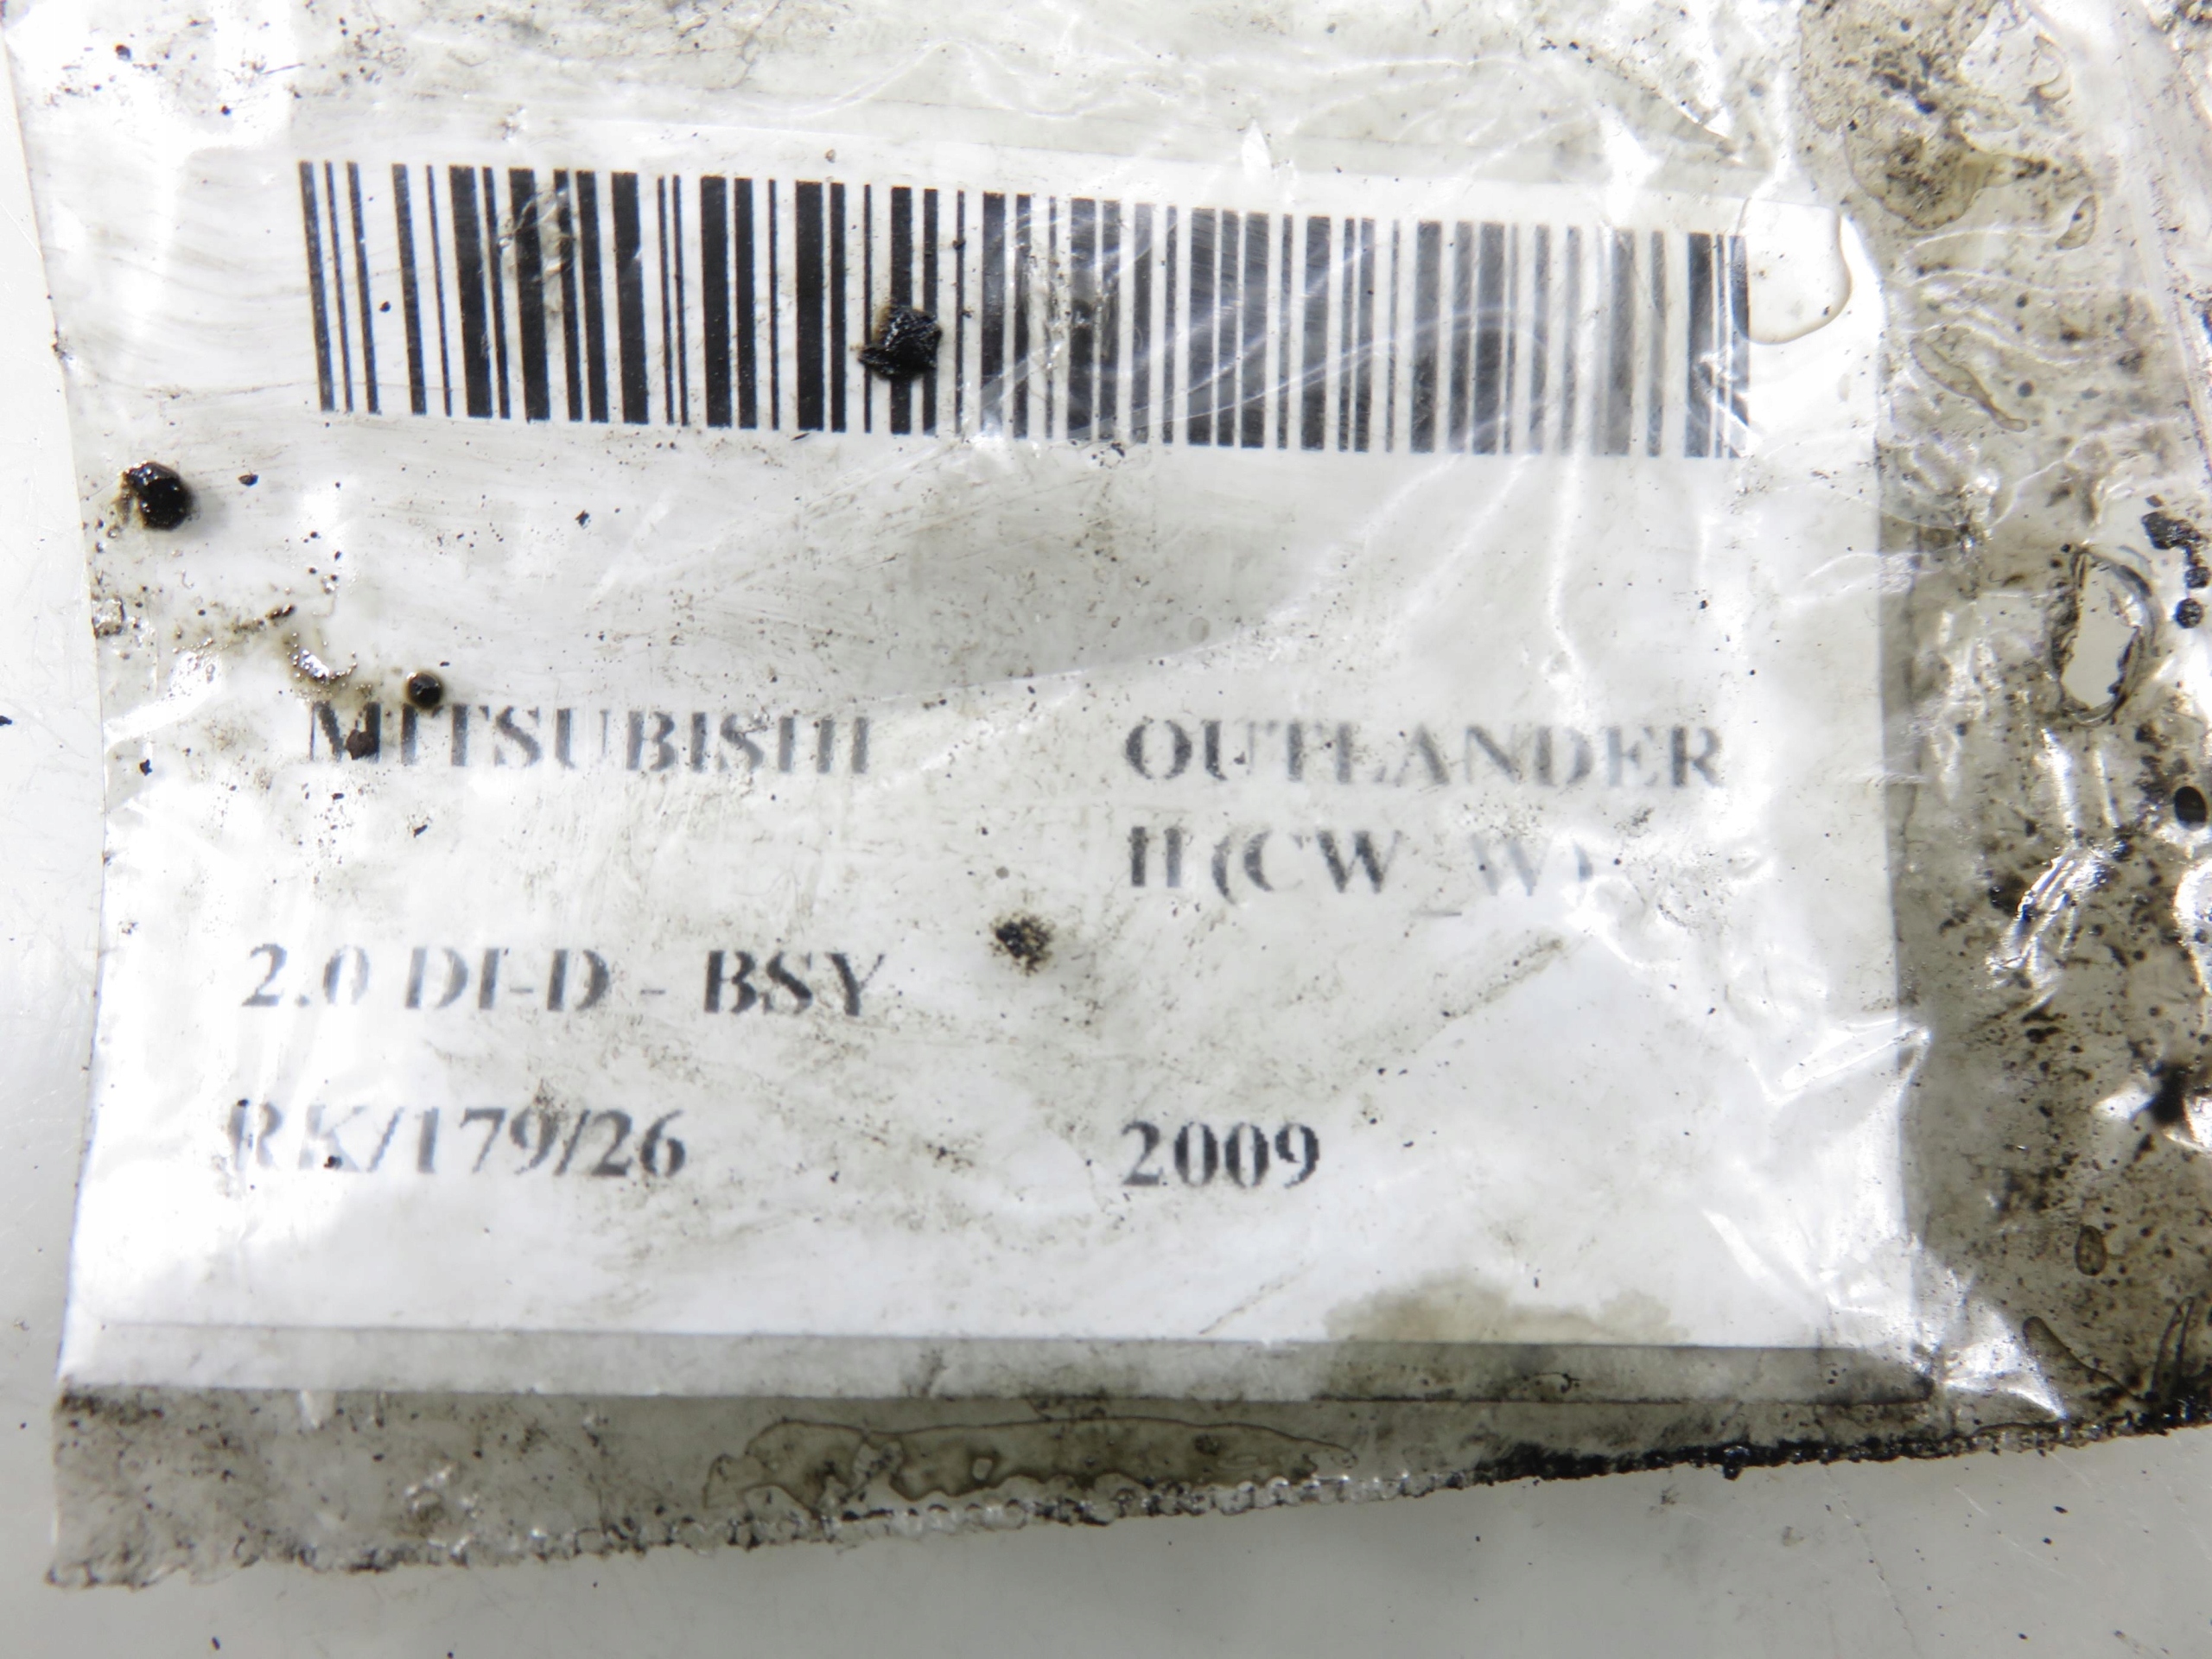 MITSUBISHI OUTLANDER
II (CW_W)
2.0 DI-D - BSY
RK/179/26 2009